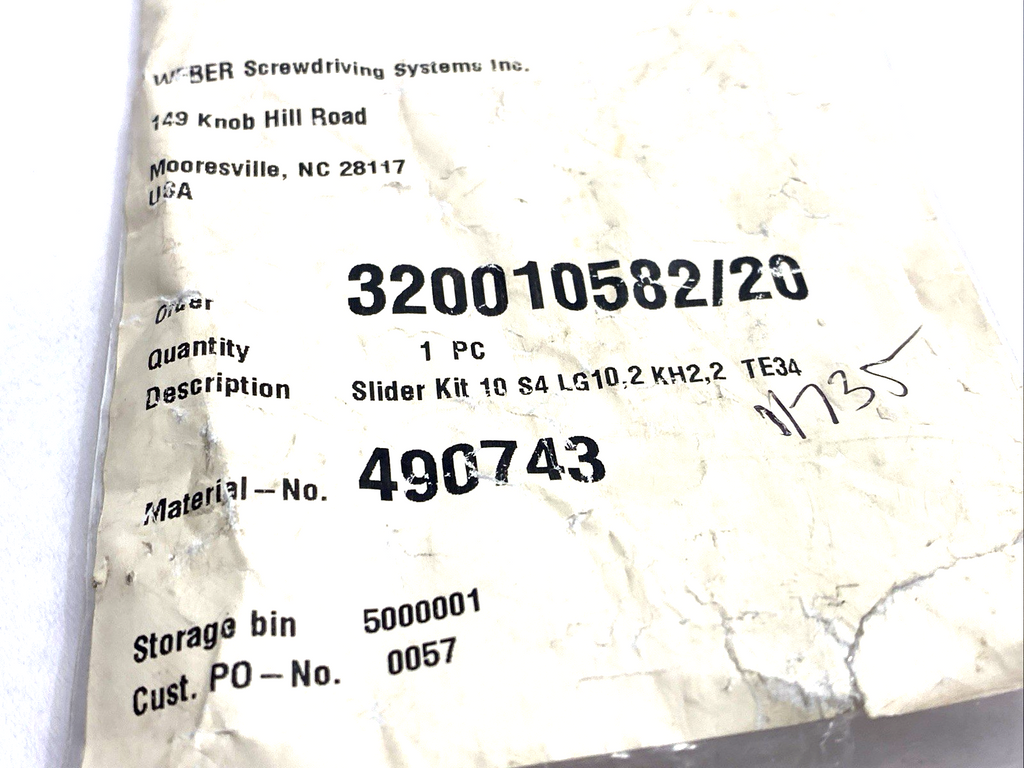 WEBER Screwdriving Systems Inc.
149 Knob Hill Road
Mooresville, NC 28117
USA
Order 320010582/20
Quantity 1 PC
Description Slider Kit 10 S4 LG10,2 KH2,2 TE34
Material-No. 490743
Storage bin 5000001
Cust. PO-No. 0057